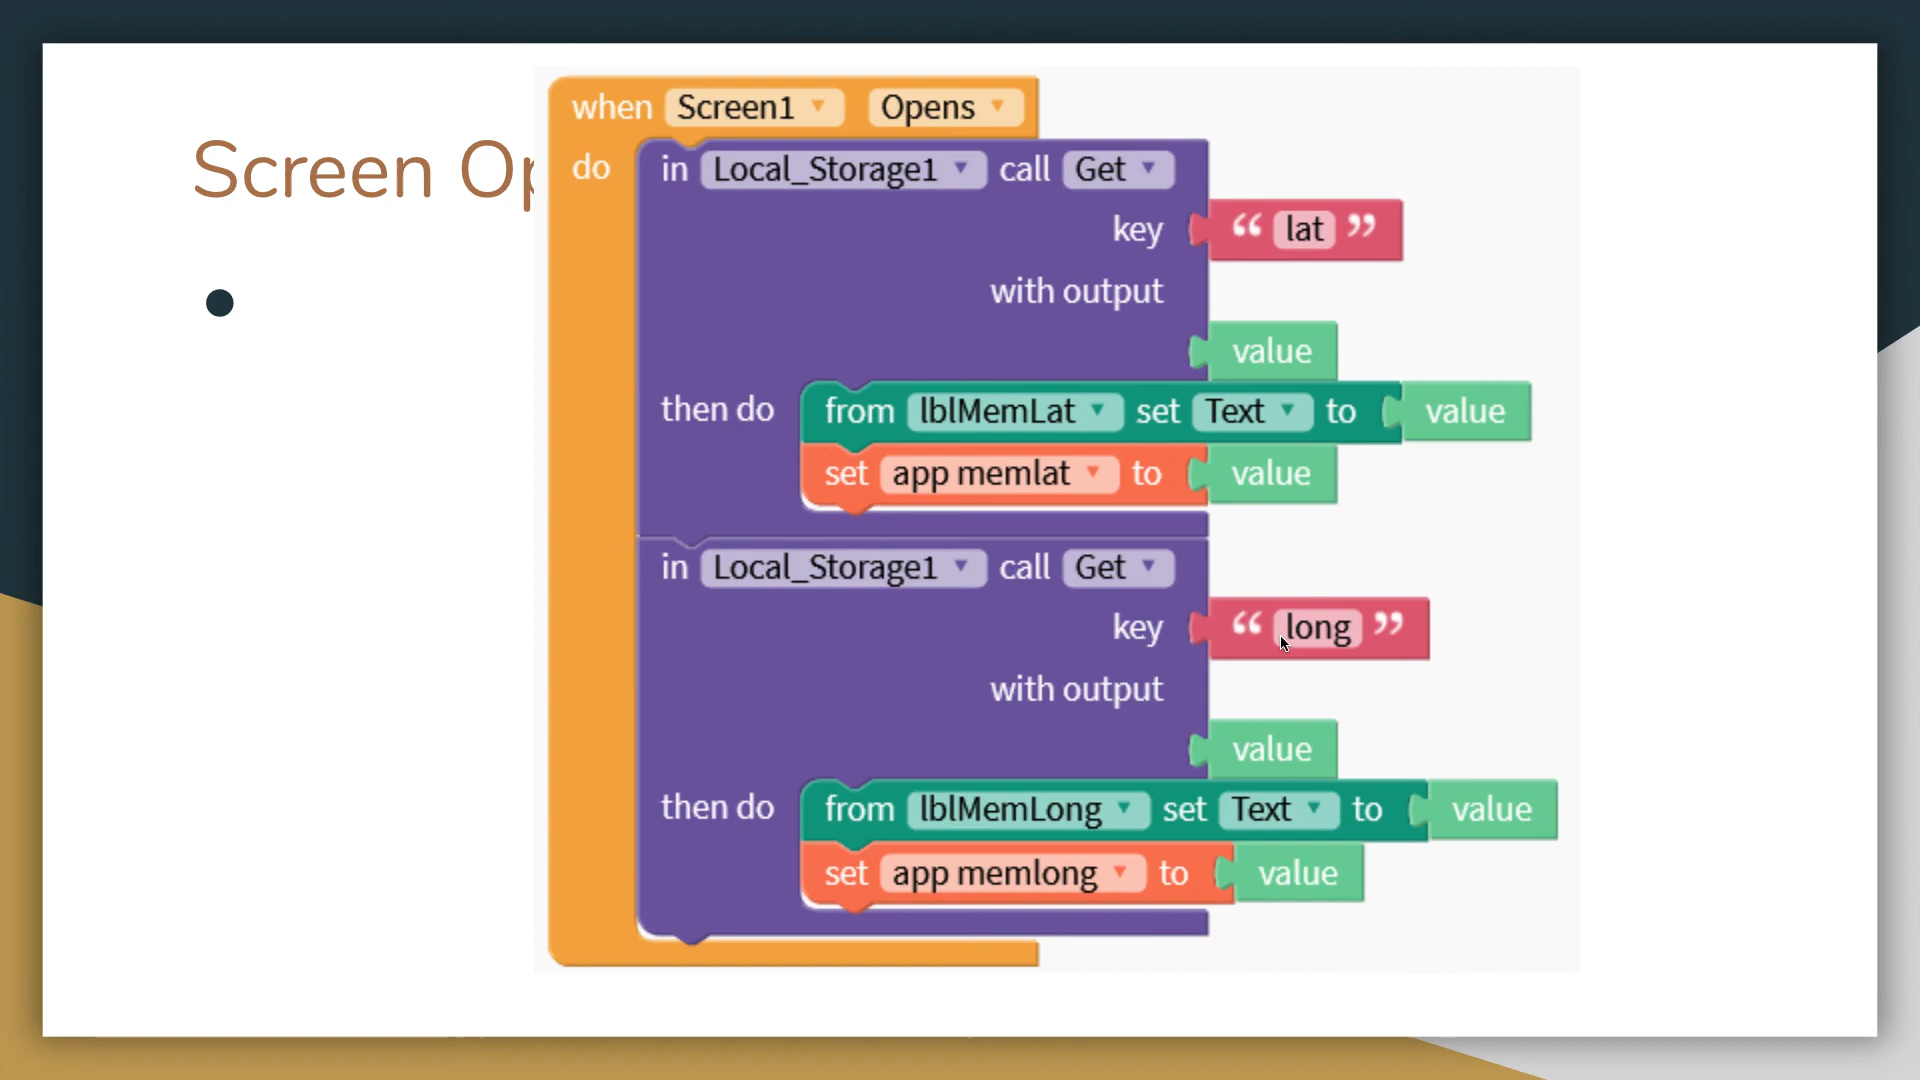 Screen Op
when Screen1 Opens
do in Local_Storage1 call Get
key “ lat ”
with output
value
then do from lblMemLat set Text to value
set app memlat to value
in Local_Storage1 call Get
key “ long ”
with output
value
then do from lblMemLong set Text to value
set app memlong to value